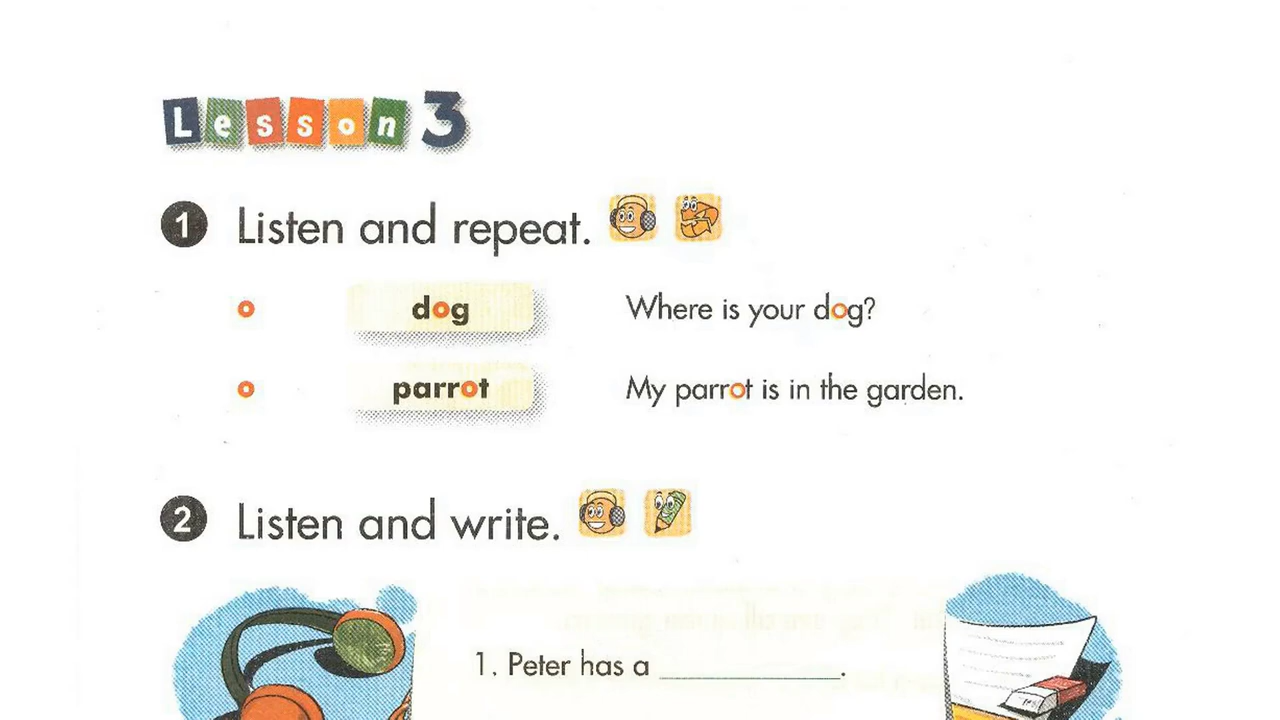 Lesson 3
1 Listen and repeat.
o dog Where is your dog?
o parrot My parrot is in the garden.
2 Listen and write.
1. Peter has a ____________.